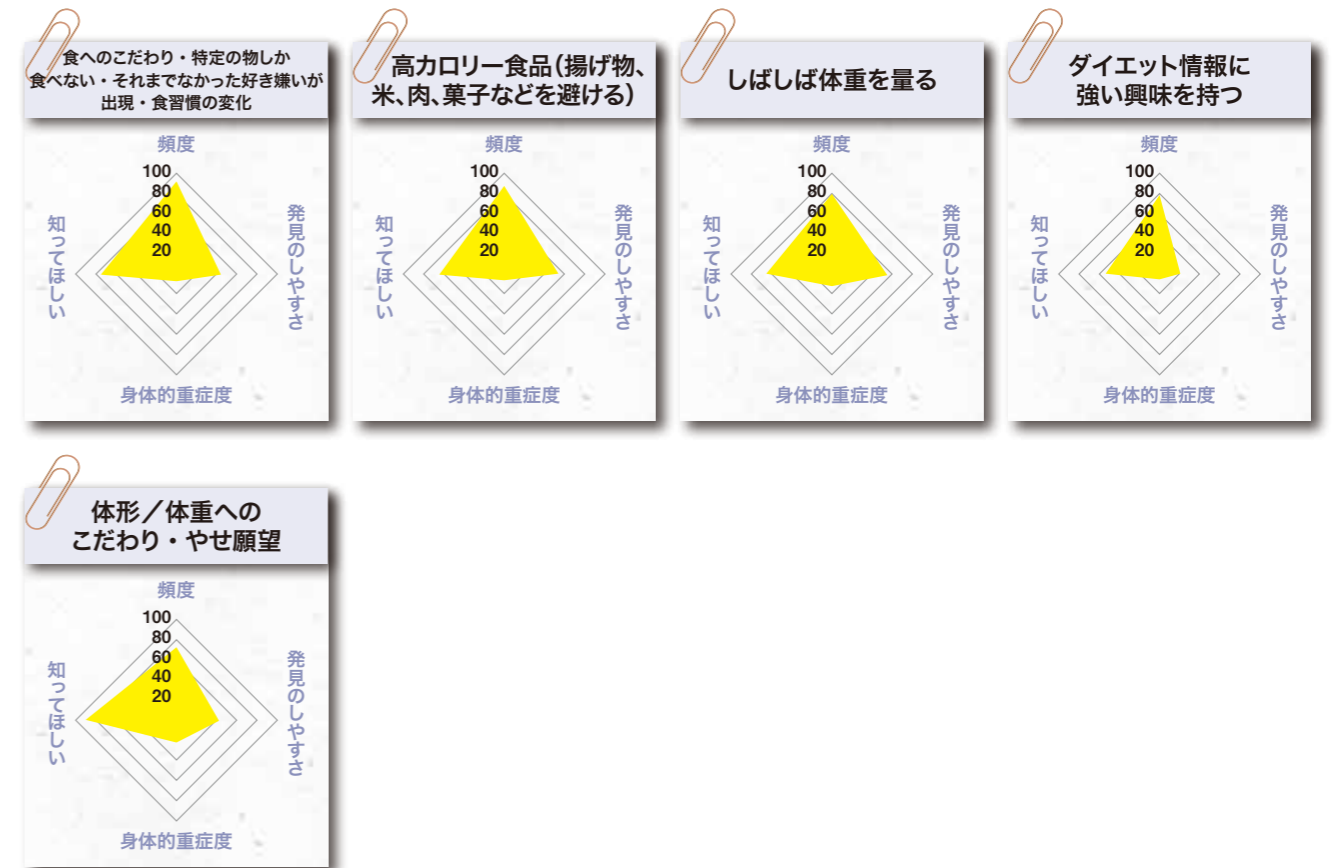 食へのこだわり・特定の物しか
食べない・それまでなかった好き嫌いが
出現・食習慣の変化
頻度
100
80
60
40
20
知ってほしい
発見のしやすさ
身体的重症度
高カロリー食品（揚げ物、
米、肉、菓子などを避ける）
頻度
100
80
60
40
20
知ってほしい
発見のしやすさ
身体的重症度
しばしば体重を量る
頻度
100
80
60
40
20
知ってほしい
発見のしやすさ
身体的重症度
ダイエット情報に
強い興味を持つ
頻度
100
80
60
40
20
知ってほしい
発見のしやすさ
身体的重症度
体形／体重への
こだわり・やせ願望
頻度
100
80
60
40
20
知ってほしい
発見のしやすさ
身体的重症度